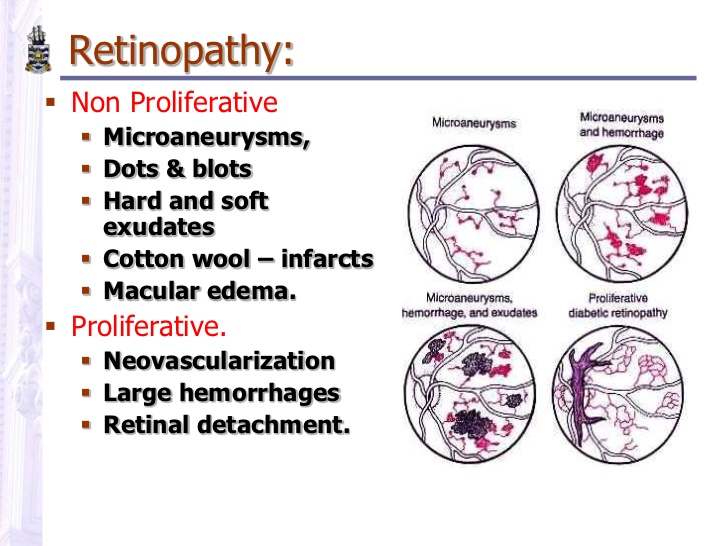 Retinopathy:
Non Proliferative
Microaneurysms,
Dots & blots
Hard and soft
exudates
Cotton wool – infarcts
Macular edema.
Proliferative.
Neovascularization
Large hemorrhages
Retinal detachment.
Microaneurysms
Microaneurysms
and hemorrhage
Microaneurysms,
hemorrhage, and exudates
Proliferative
diabetic retinopathy